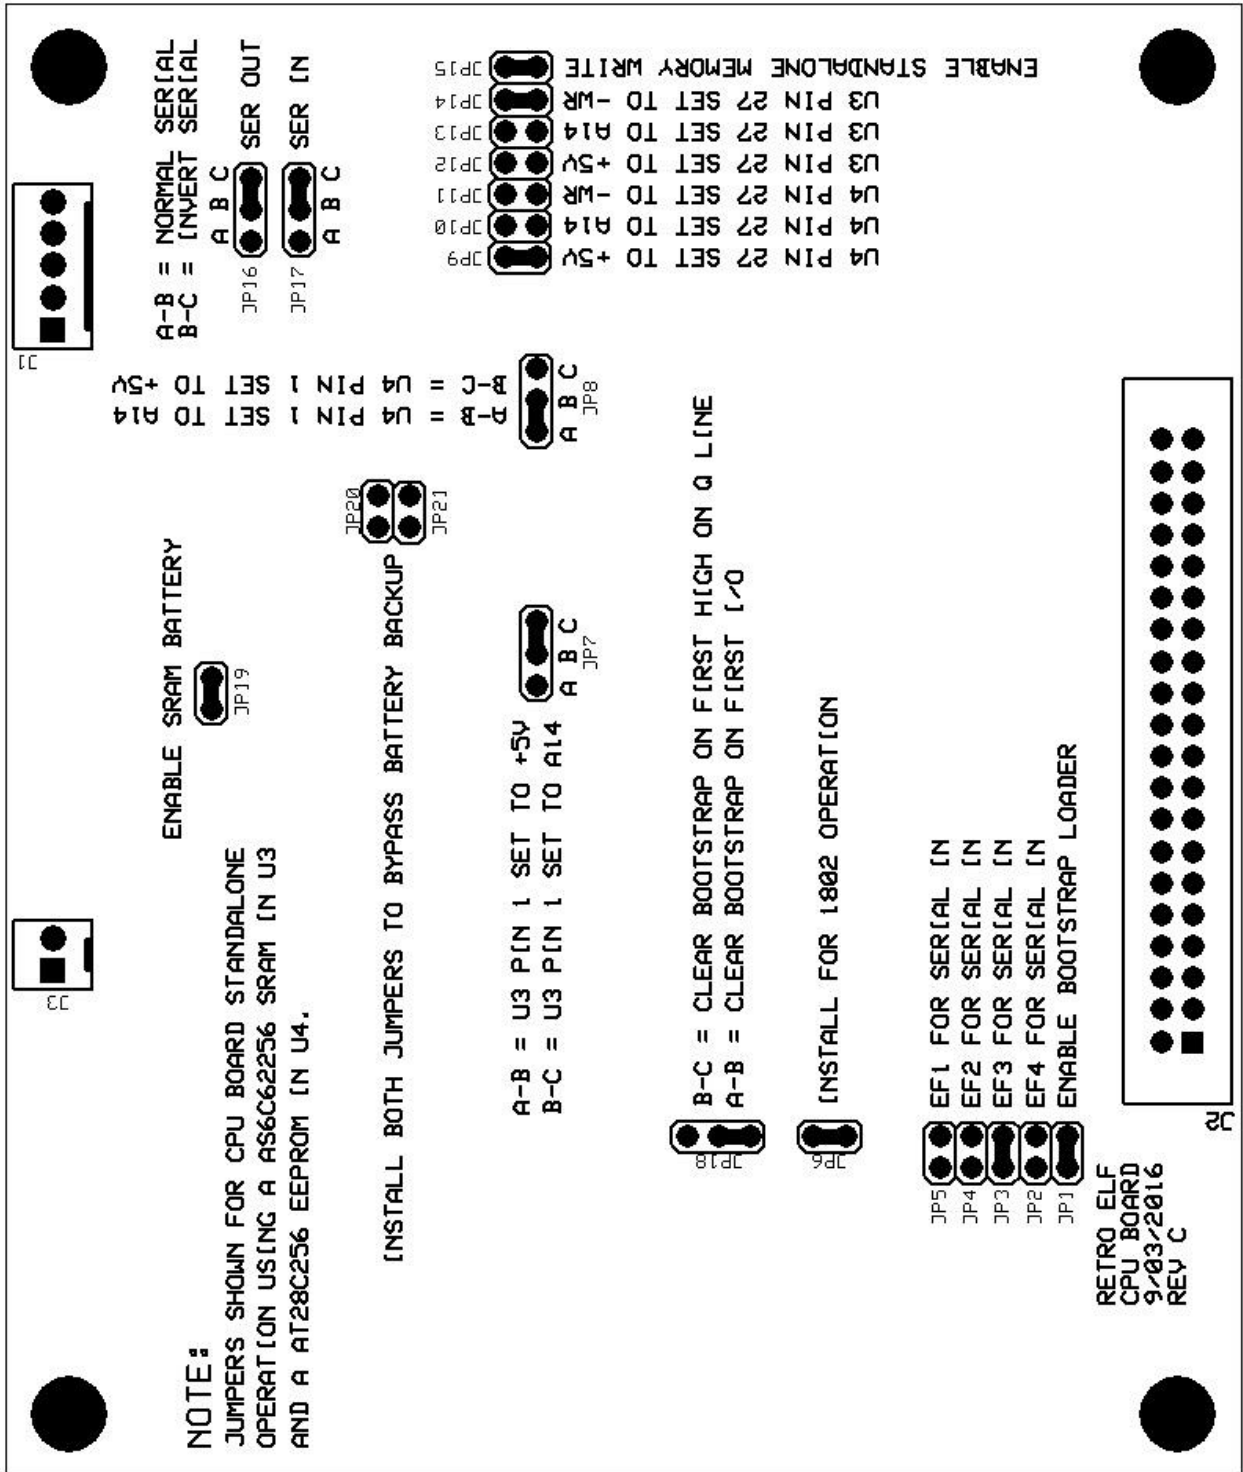 NOTE:
JUMPERS SHOWN FOR CPU BOARD STANDALONE
OPERATION USING A AS6C62256 SRAM IN U3
AND A AT28C256 EEPROM IN U4.
ENABLE SRAM BATTERY
JP19
A-B = NORMAL SERIAL
B-C = INVERT SERIAL
A B C
SER OUT
JP16
SER IN
JP17
A B C
J1
J3
B-C = U4 PIN 1 SET TO +5V
A-B = U4 PIN 1 SET TO A14
A B C
JP8
JP20
JP21
INSTALL BOTH JUMPERS TO BYPASS BATTERY BACKUP
A-B = U3 PIN 1 SET TO +5V
B-C = U3 PIN 1 SET TO A14
A B C
JP7
JP15 ENABLE STANDALONE MEMORY WRITE
JP14 U3 PIN 27 SET TO -WR
JP13 U3 PIN 27 SET TO A14
JP12 U3 PIN 27 SET TO +5V
JP11 U4 PIN 27 SET TO -WR
JP10 U4 PIN 27 SET TO A14
JP9 U4 PIN 27 SET TO +5V
B-C = CLEAR BOOTSTRAP ON FIRST HIGH ON Q LINE
A-B = CLEAR BOOTSTRAP ON FIRST I/O
JP18
INSTALL FOR 1802 OPERATION
JP6
JP5 EF1 FOR SERIAL IN
JP4 EF2 FOR SERIAL IN
JP3 EF3 FOR SERIAL IN
JP2 EF4 FOR SERIAL IN
JP1 ENABLE BOOTSTRAP LOADER
J2
RETRO ELF
CPU BOARD
9/03/2016
REV C